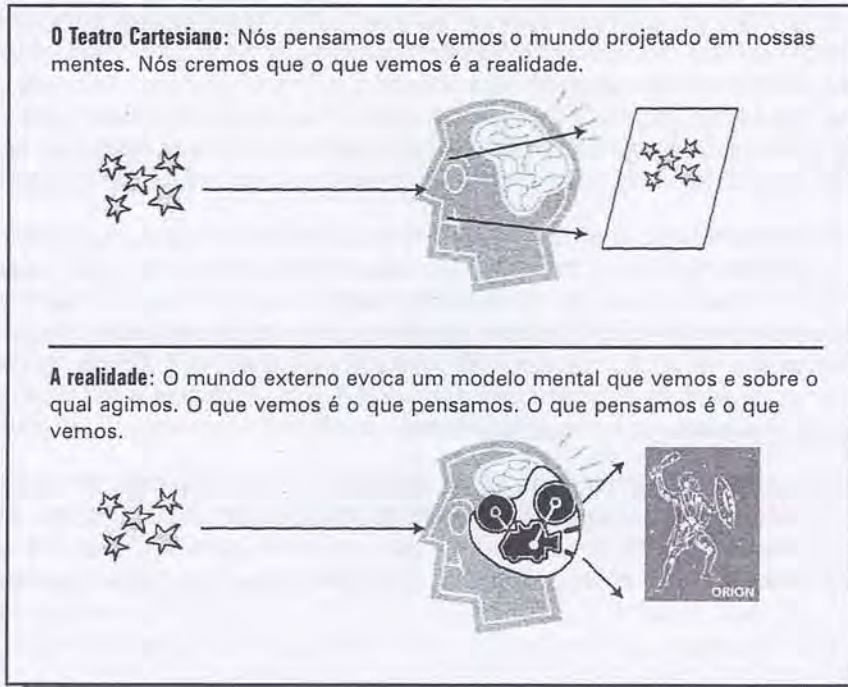 O Teatro Cartesiano: Nós pensamos que vemos o mundo projetado em nossas
mentes. Nós cremos que o que vemos é a realidade.
A realidade: O mundo externo evoca um modelo mental que vemos e sobre o
qual agimos. O que vemos é o que pensamos. O que pensamos é o que
vemos.
ORIGN